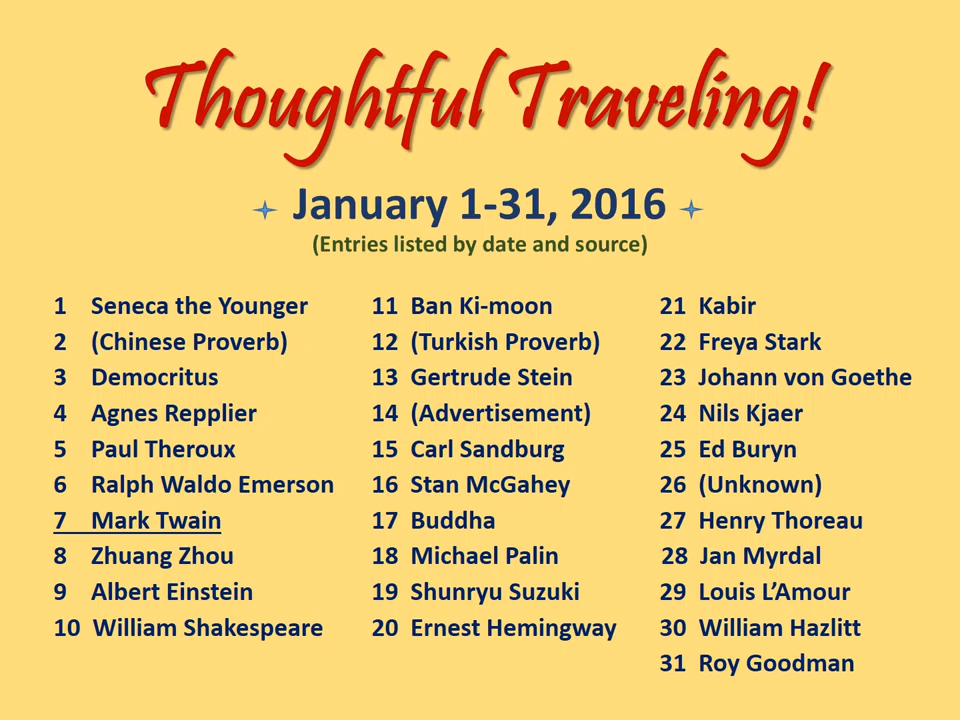 Thoughtful Traveling!
January 1-31, 2016
(Entries listed by date and source)
1 Seneca the Younger
2 (Chinese Proverb)
3 Democritus
4 Agnes Repplier
5 Paul Theroux
6 Ralph Waldo Emerson
7 Mark Twain
8 Zhuang Zhou
9 Albert Einstein
10 William Shakespeare
11 Ban Ki-moon
12 (Turkish Proverb)
13 Gertrude Stein
14 (Advertisement)
15 Carl Sandburg
16 Stan McGahey
17 Buddha
18 Michael Palin
19 Shunryu Suzuki
20 Ernest Hemingway
21 Kabir
22 Freya Stark
23 Johann von Goethe
24 Nils Kjaer
25 Ed Buryn
26 (Unknown)
27 Henry Thoreau
28 Jan Myrdal
29 Louis L’Amour
30 William Hazlitt
31 Roy Goodman